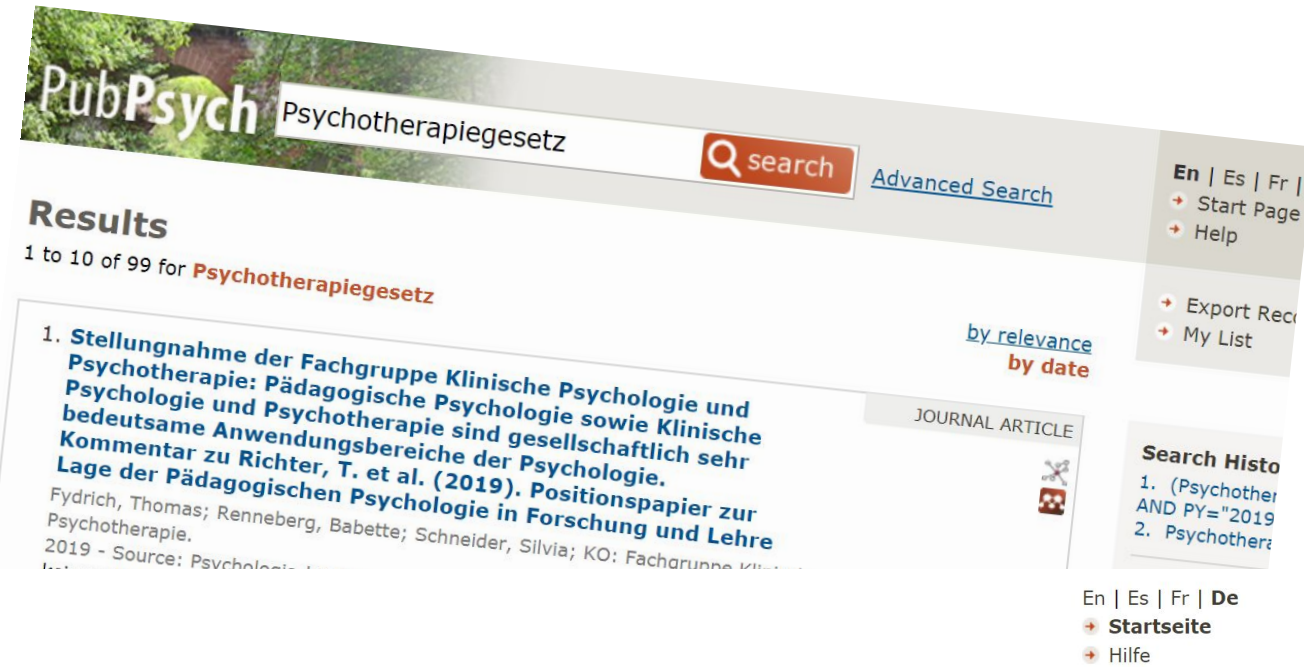 PubPsych
Psychotherapiegesetz
search
Advanced Search
En | Es | Fr |
Start Page
Help
Export
My List
Results
1 to 10 of 99 for Psychotherapiegesetz
by relevance
by date
JOURNAL ARTICLE
1. Stellungnahme der Fachgruppe Klinische Psychologie und
Psychotherapie: Pädagogische Psychologie sowie Klinische
Psychologie und Psychotherapie sind gesellschaftlich sehr
bedeutsame Anwendungsbereiche der Psychologie.
Kommentar zu Richter, T. et al. (2019). Positionspapier zur
Lage der Pädagogischen Psychologie in Forschung und Lehre
Fydrich, Thomas; Renneberg, Babette; Schneider, Silvia; KO: Fachgruppe
Psychotherapie.
2019 - Source:
Search Histo
1. (Psychother
AND PY="2019
2. Psychothera
En | Es | Fr | De
Startseite
Hilfe